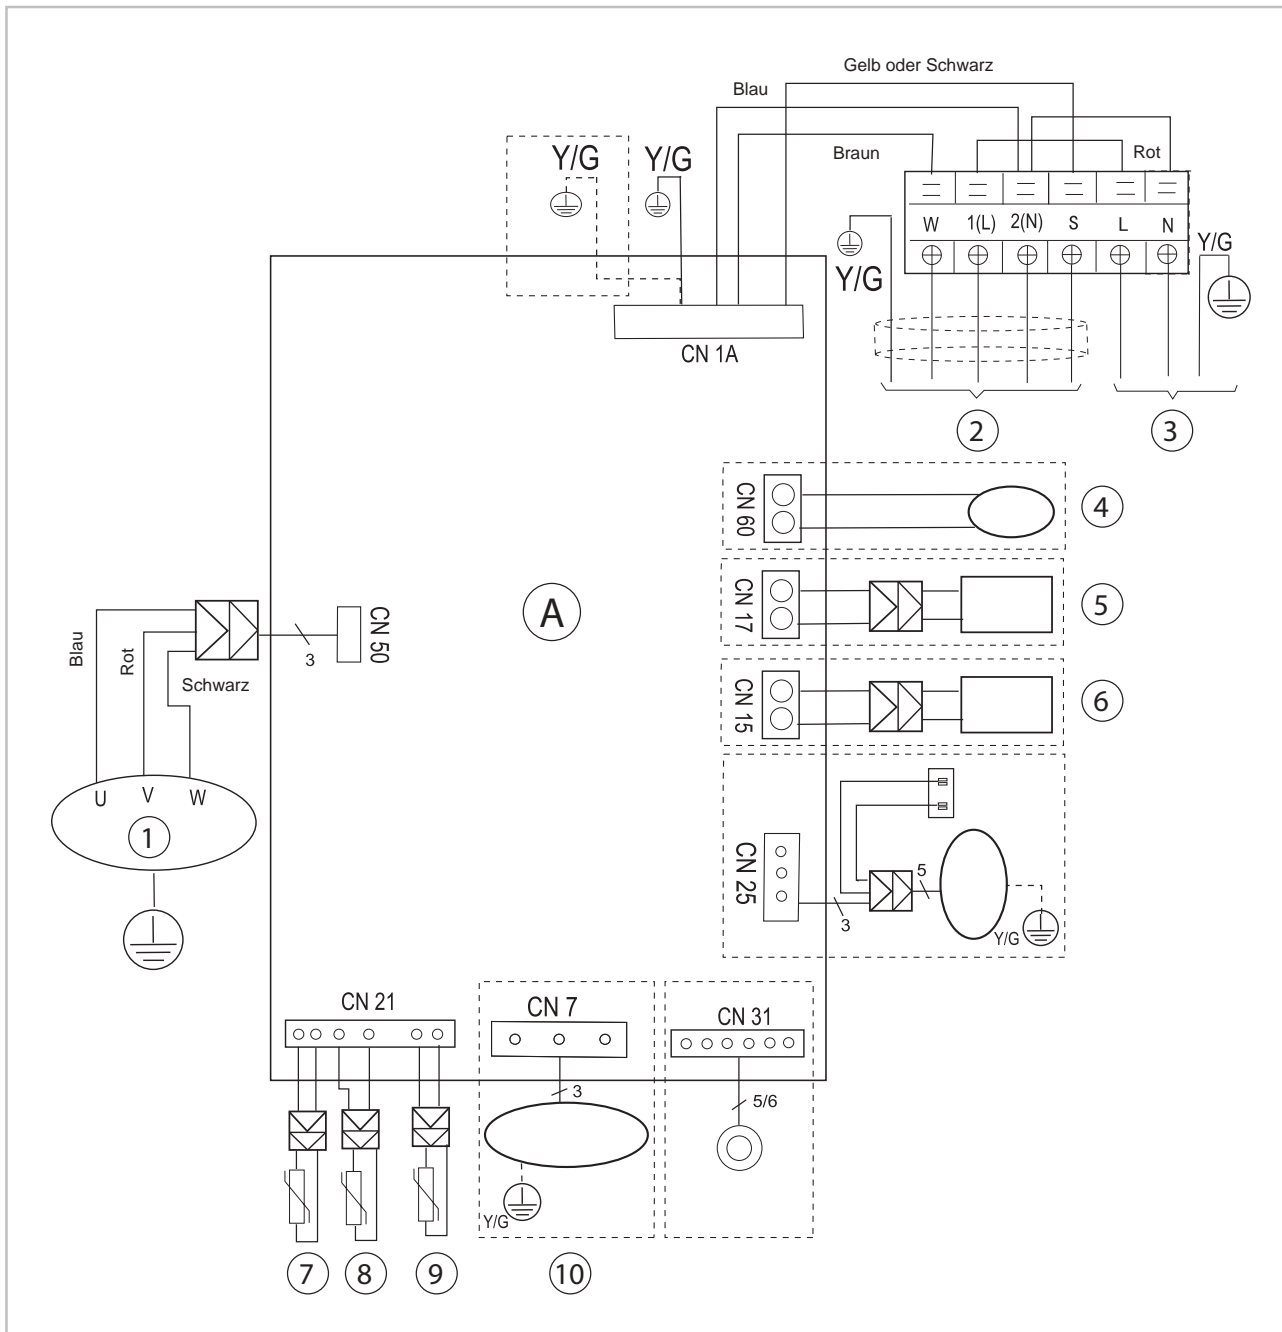 Gelb oder Schwarz
Blau
Braun
Rot
Y/G
Y/G
W 1(L) 2(N) S L N
Y/G
Y/G
CN 1A
2
3
CN 60
4
CN 17
5
CN 15
6
A
CN 50
3
Blau
Rot
Schwarz
U V W
1
CN 25
3
5
Y/G
CN 21
CN 7
CN 31
3
5/6
Y/G
7
8
9
10